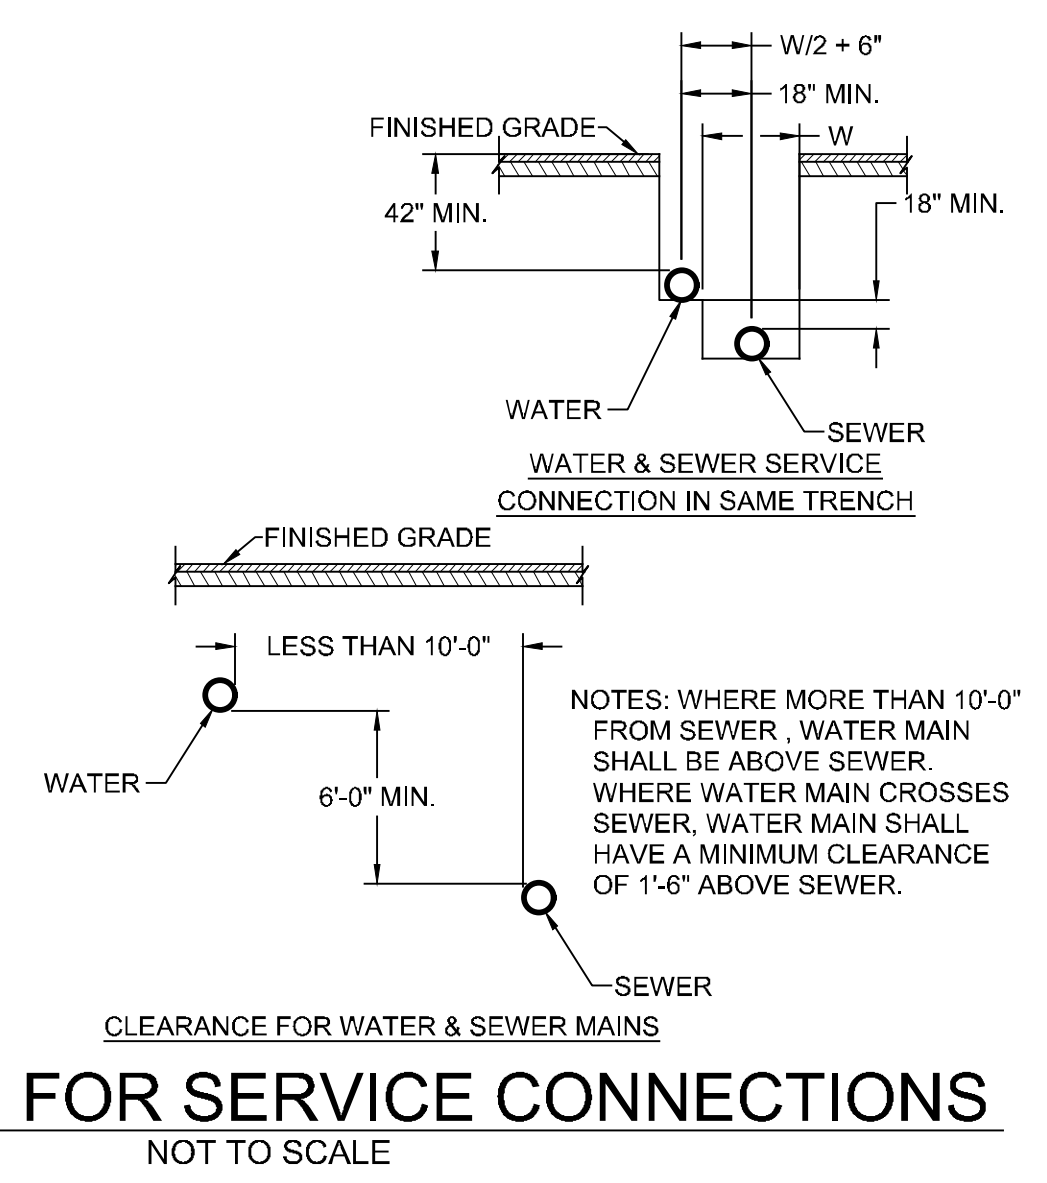 W/2 + 6"
18" MIN.
FINISHED GRADE
W
42" MIN.
18" MIN.
WATER
SEWER
WATER & SEWER SERVICE
CONNECTION IN SAME TRENCH
FINISHED GRADE
LESS THAN 10'-0"
NOTES: WHERE MORE THAN 10'-0"
FROM SEWER , WATER MAIN
SHALL BE ABOVE SEWER.
WHERE WATER MAIN CROSSES
SEWER, WATER MAIN SHALL
HAVE A MINIMUM CLEARANCE
OF 1'-6" ABOVE SEWER.
WATER
6'-0" MIN.
SEWER
CLEARANCE FOR WATER & SEWER MAINS
FOR SERVICE CONNECTIONS
NOT TO SCALE